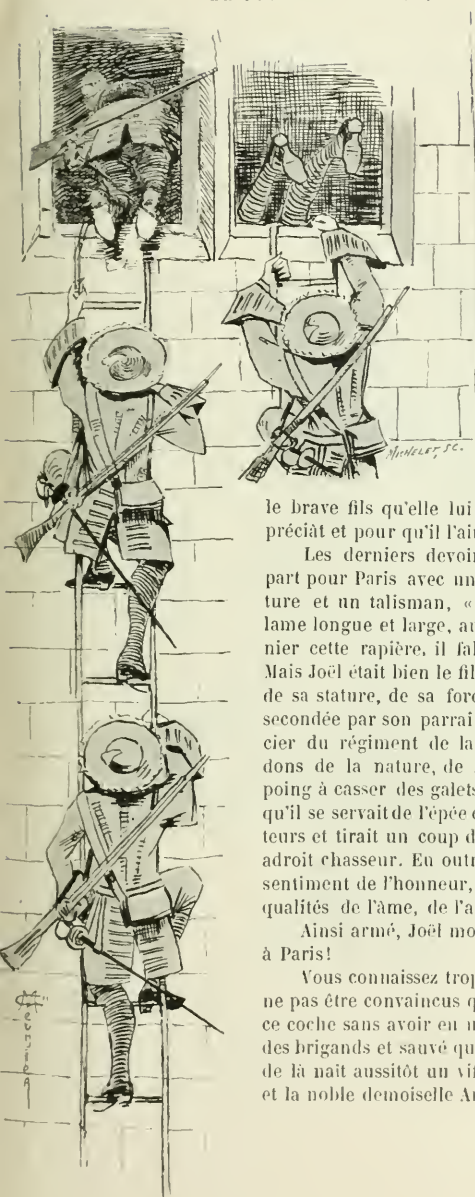 MICHELET, SC.
le brave fils qu'elle lui
préciât et pour qu'il l'ai
Les derniers devoir
part pour Paris avec un
ture et un talisman, «
lame longue et large, au
nier cette rapière, il fal
Mais Joël était bien le fil
de sa stature, de sa forc
secondée par son parrai
cier du régiment de la
dons de la nature, de
poing à casser des galets
qu'il se servait de l'épée
teurs et tirait un coup d
adroit chasseur. En outr
sentiment de l'honneur,
qualités de l'âme, de l'a
Ainsi armé, Joël mo
à Paris!
Vous connaissez trop
ne pas être convaincus q
ce coche sans avoir eu
des brigands et sauvé qu
de là naît aussitôt un vi
et la noble demoiselle